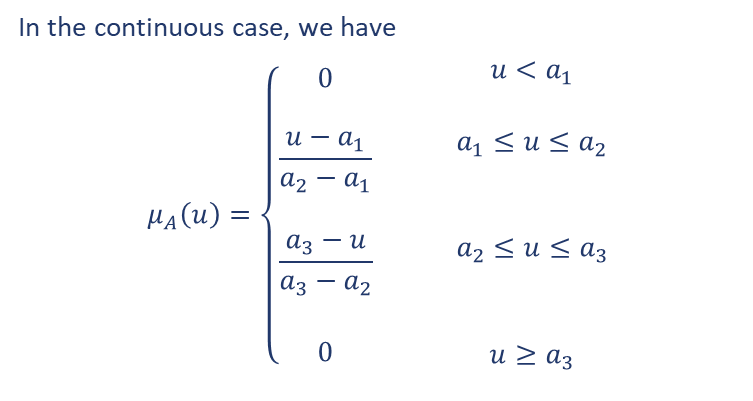 In the continuous case, we have
0 u < a₁
u − a₁
a₂ − a₁
a₁ ≤ u ≤ a₂
μ_A(u) =
a₃ − u
a₃ − a₂
a₂ ≤ u ≤ a₃
0 u ≥ a₃